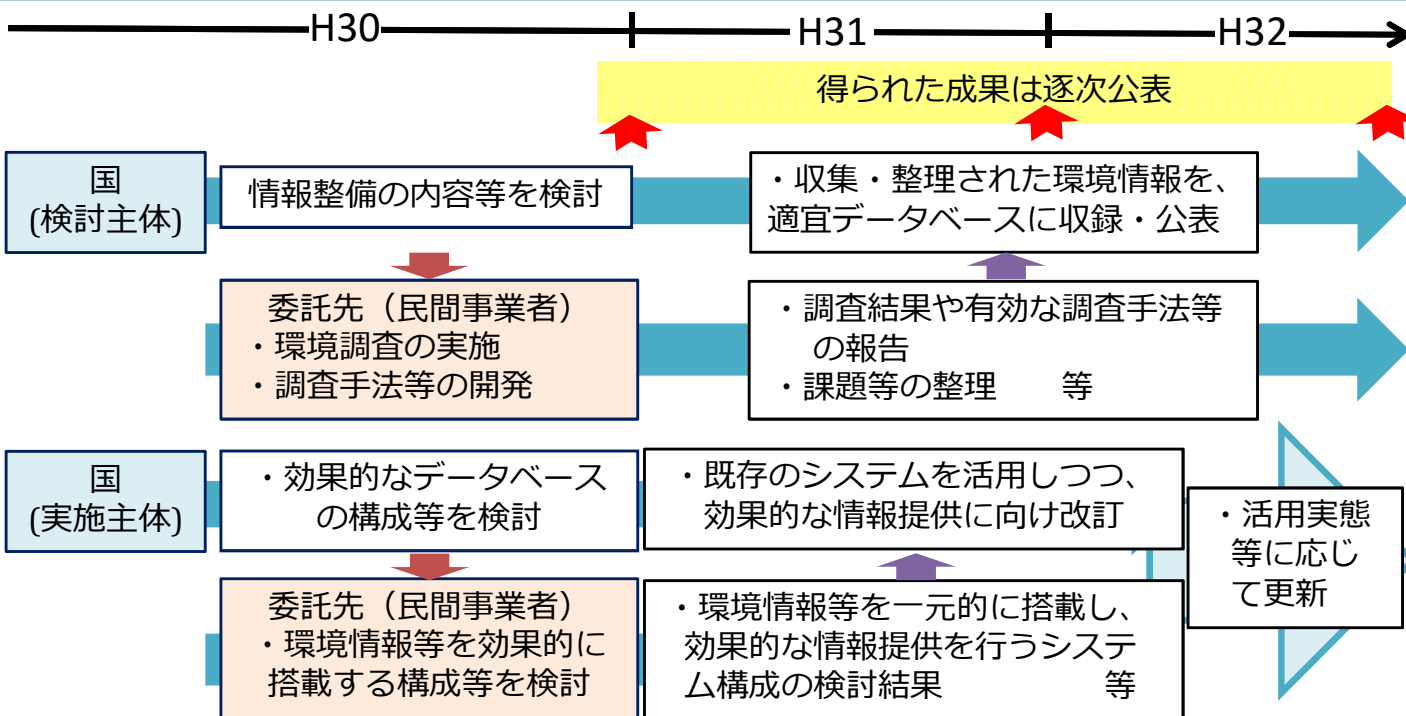 H30
H31
H32
得られた成果は逐次公表
国
(検討主体)
情報整備の内容等を検討
・収集・整理された環境情報を、
適宜データベースに収録・公表
委託先（民間事業者）
・環境調査の実施
・調査手法等の開発
・調査結果や有効な調査手法等
の報告
・課題等の整理　　等
国
(実施主体)
・効果的なデータベース
の構成等を検討
・既存のシステムを活用しつつ、
効果的な情報提供に向け改訂
・活用実態
等に応じ
て更新
委託先（民間事業者）
・環境情報等を効果的に
搭載する構成等を検討
・環境情報等を一元的に搭載し、
効果的な情報提供を行うシステ
ム構成の検討結果　　　　等